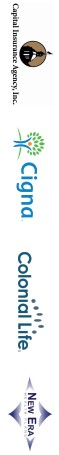 Capital Insurance Agency, Inc.
Cigna
Colonial Life
NEW ERA